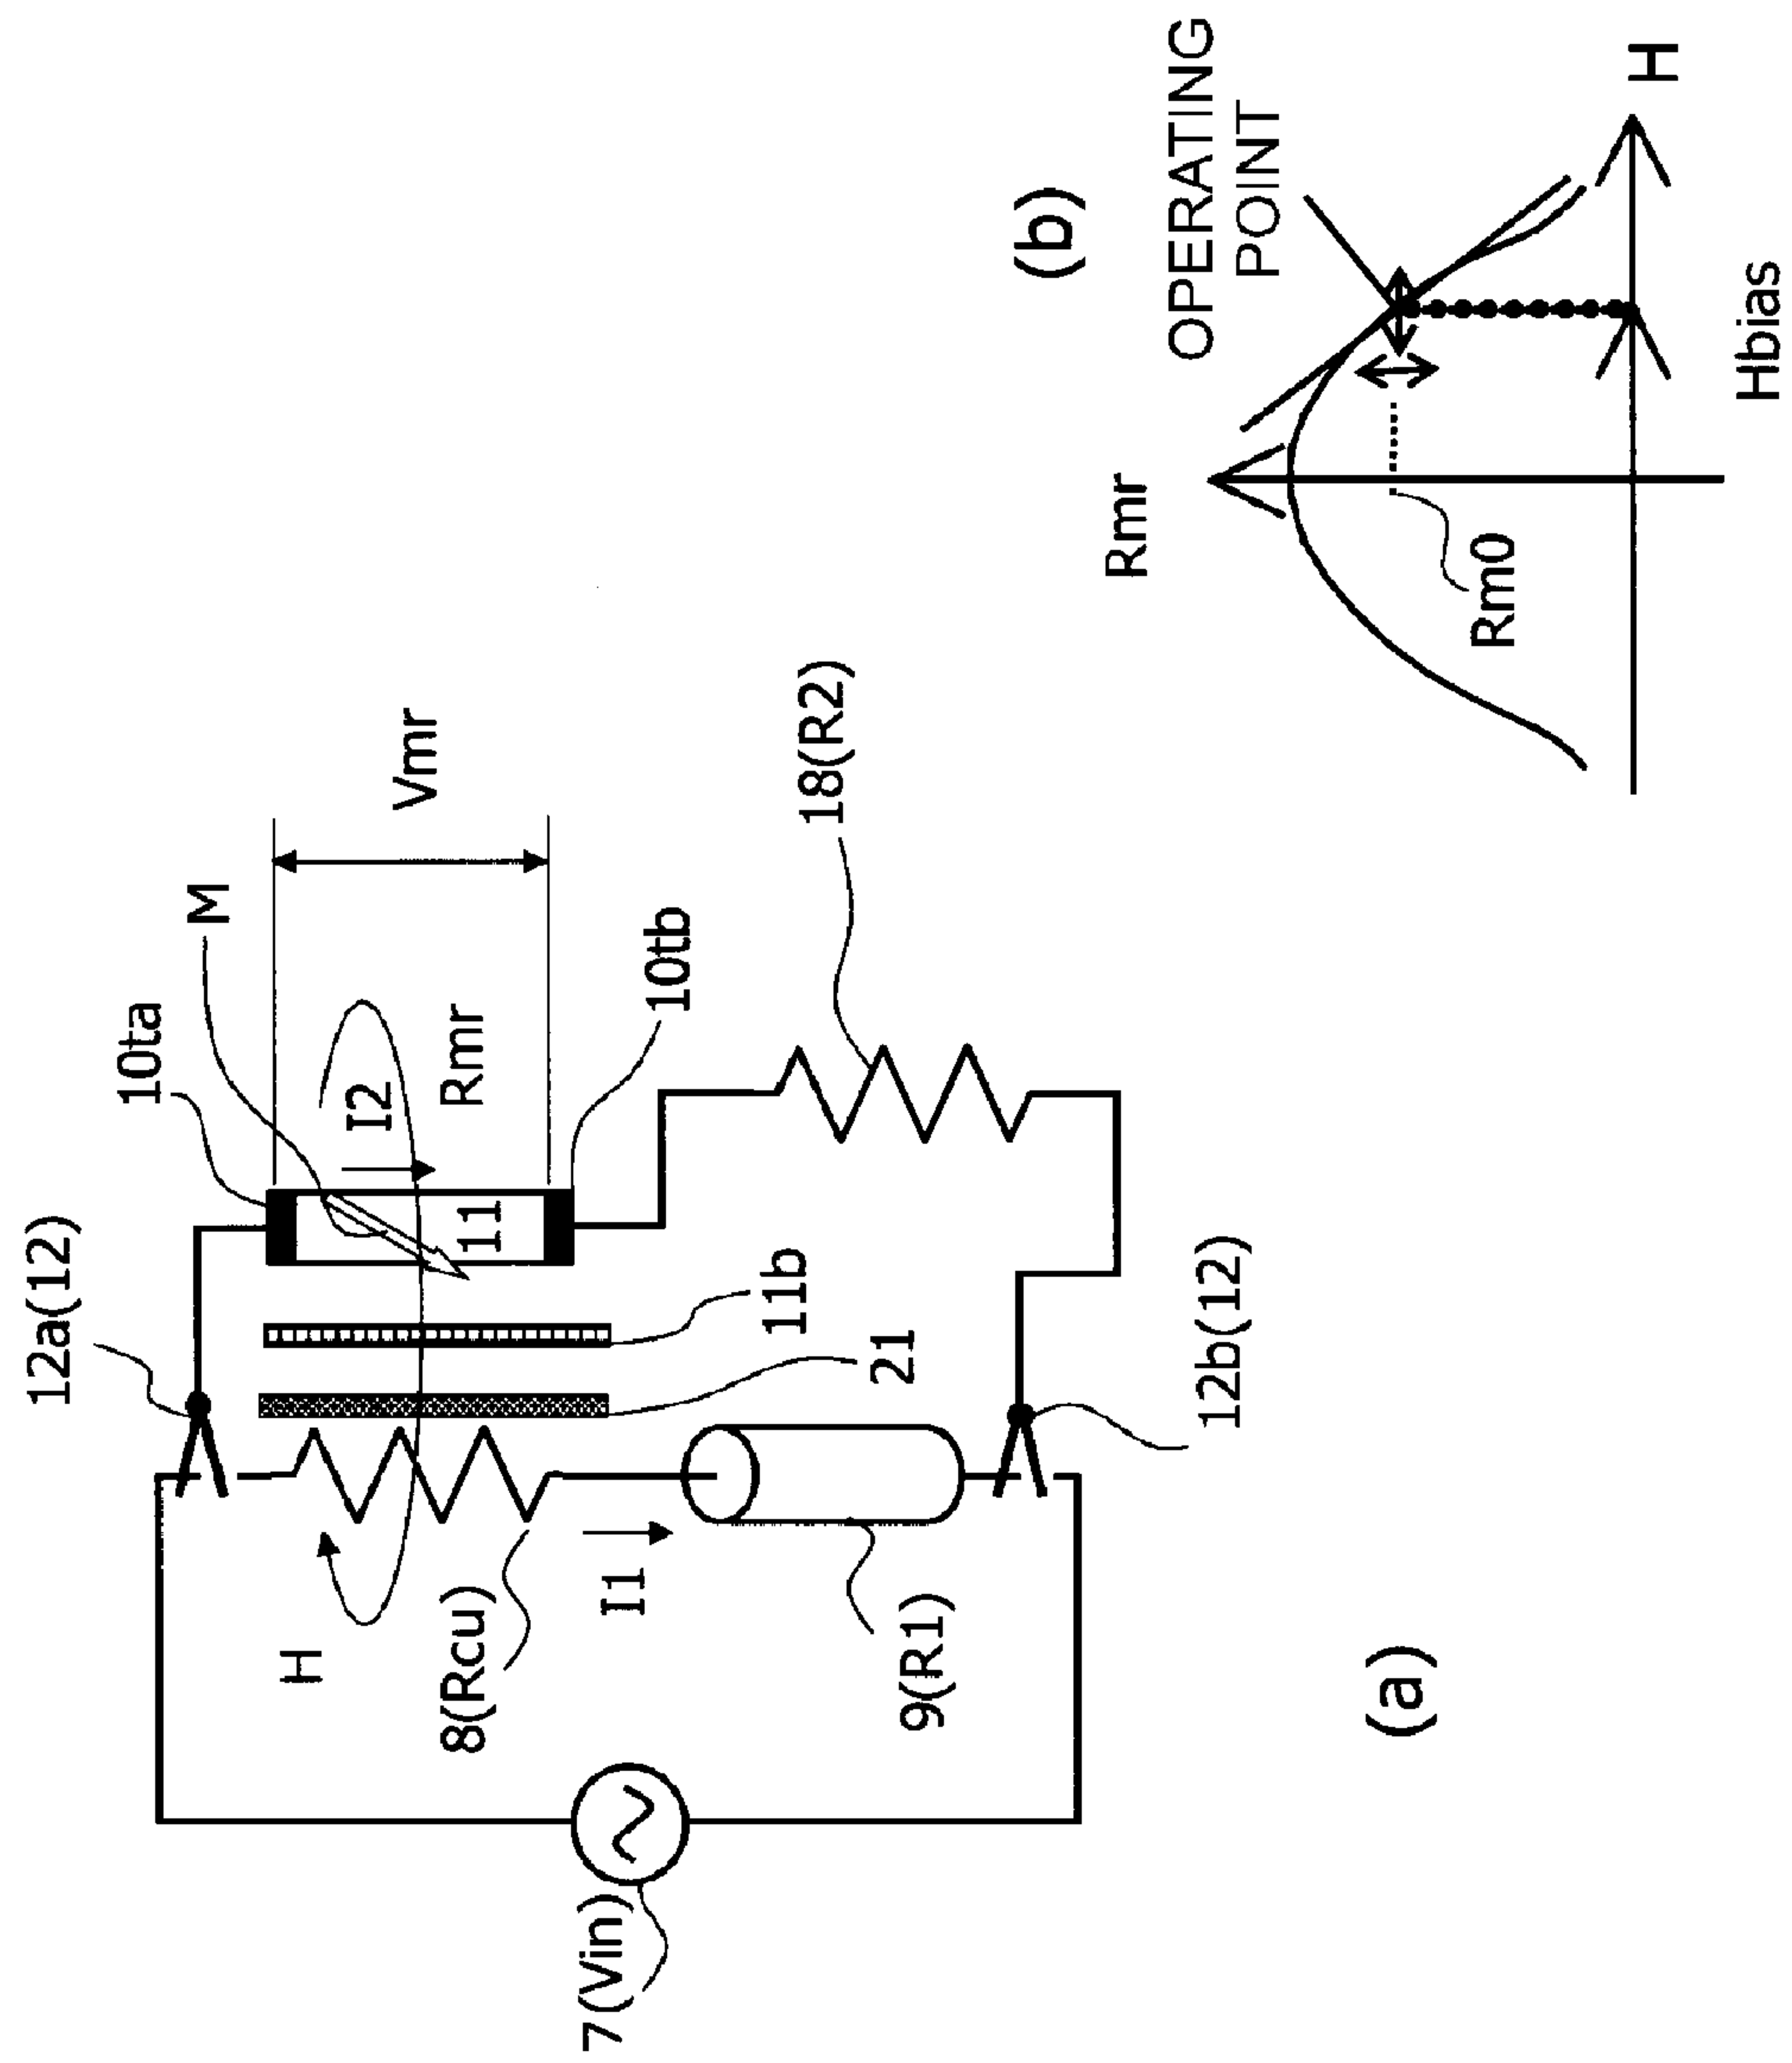 12a(12)
10ta
M
Vmr
H
I2
Rmr
11
10tb
8(Rcu)
11b
I1
21
7(Vin)
18(R2)
9(R1)
12b(12)
(a)
(b)
Rmr
OPERATING
POINT
Rm0
H
Hbias